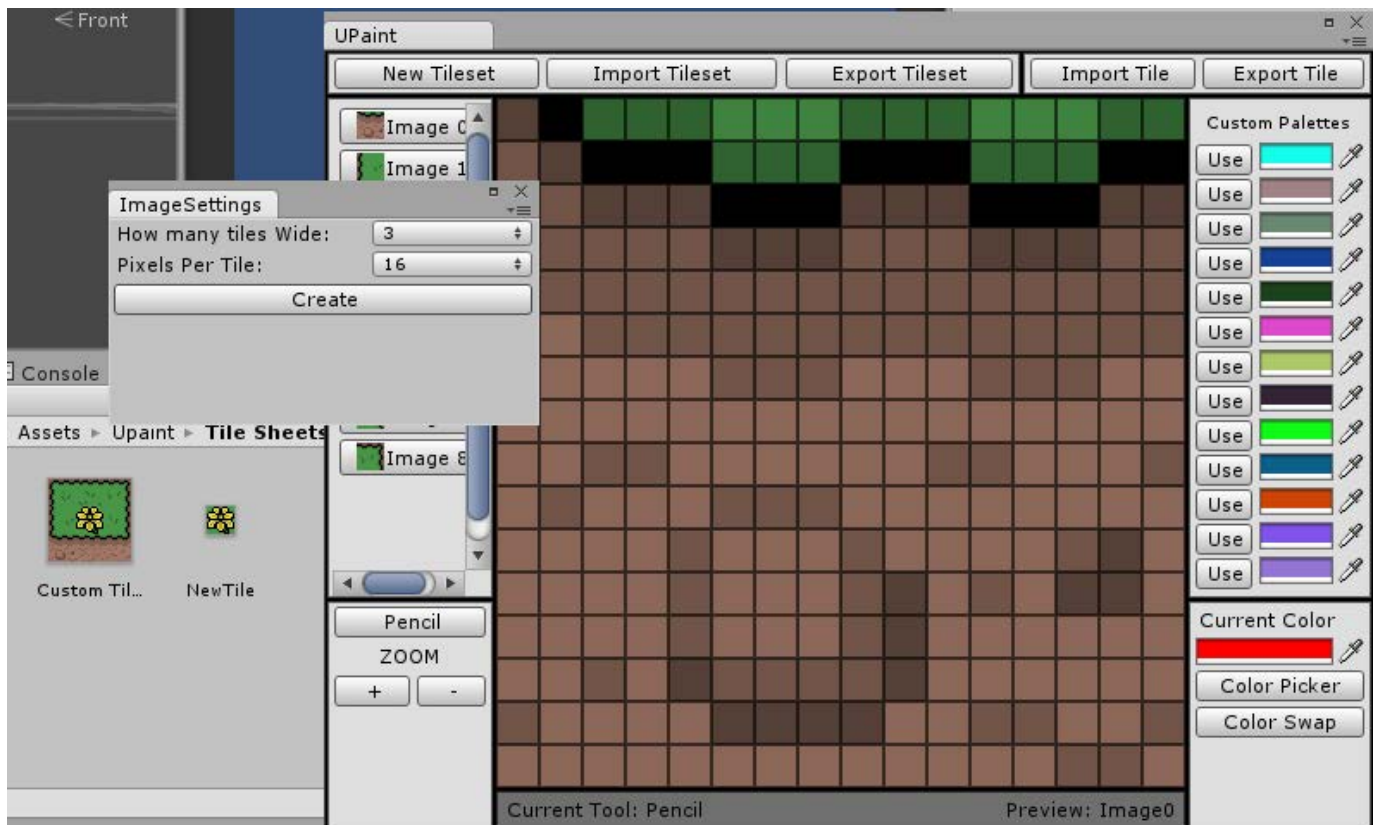 Front
UPaint
New Tileset
Import Tileset
Export Tileset
Import Tile
Export Tile
Image 0
Image 1
ImageSettings
How many tiles Wide:
3
Pixels Per Tile:
16
Create
Console
Assets ▸ Upaint ▸ Tile Sheets
Image 8
Custom Til...
NewTile
Pencil
ZOOM
+
-
Custom Palettes
Use
Use
Use
Use
Use
Use
Use
Use
Use
Use
Use
Use
Use
Current Color
Color Picker
Color Swap
Current Tool: Pencil
Preview: Image0